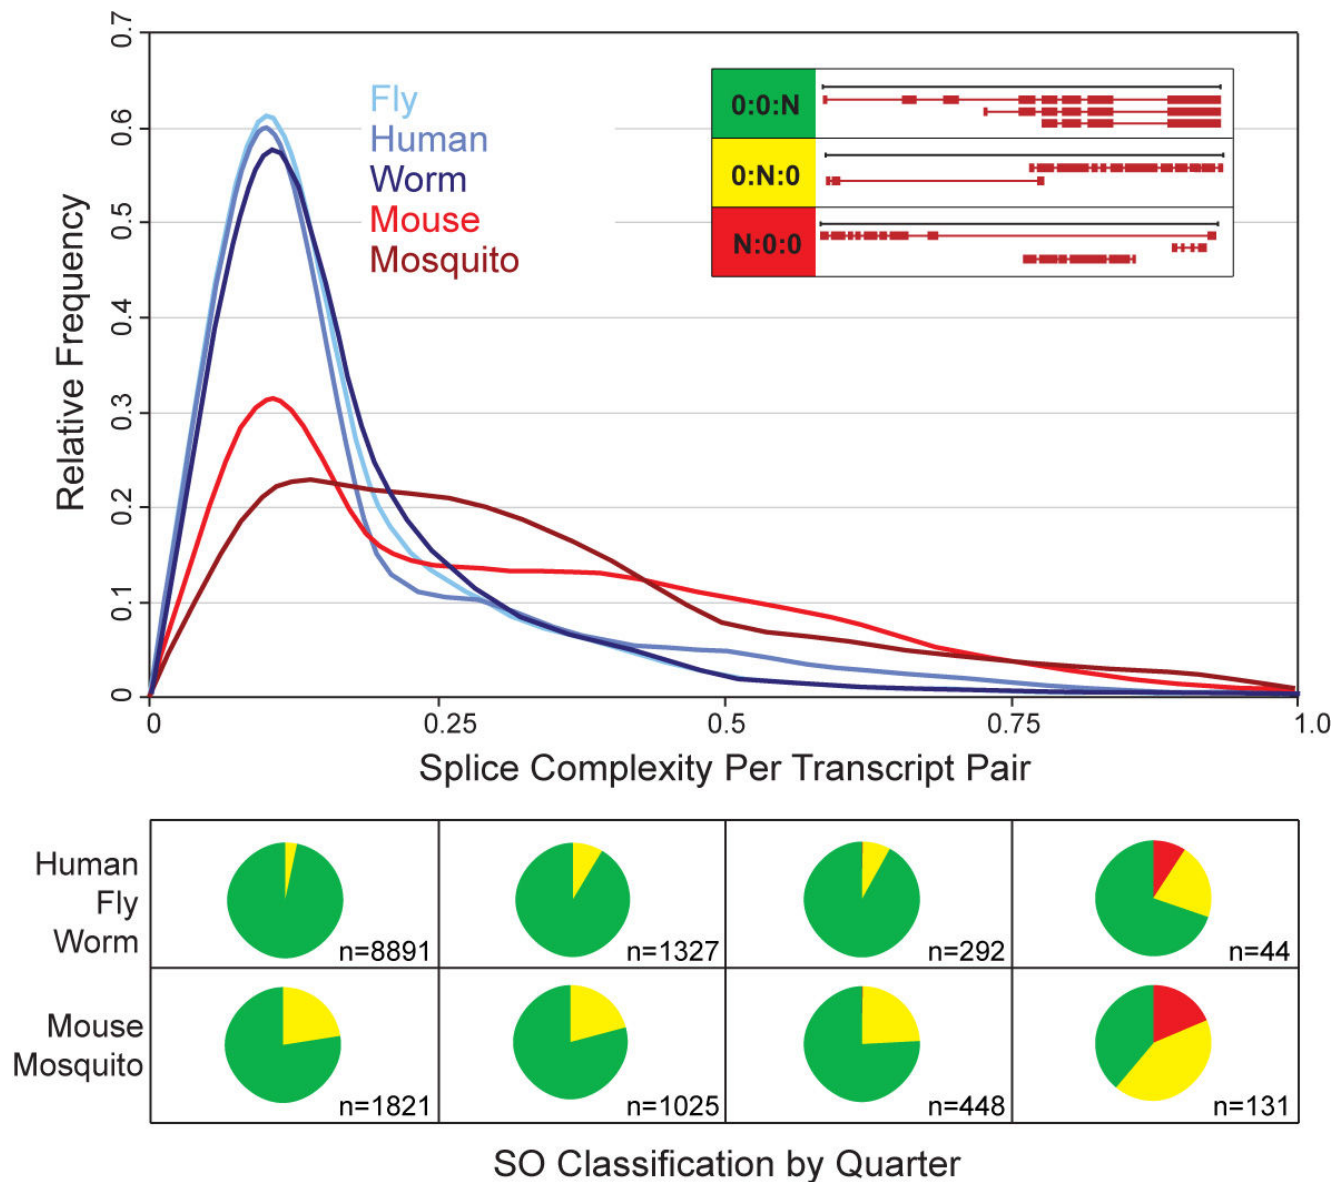 0.7
0.6
0.5
0.4
0.3
0.2
0.1
0
Relative Frequency
Fly
Human
Worm
Mouse
Mosquito
0:0:N
0:N:0
N:0:0
0
0.25
0.5
0.75
1.0
Splice Complexity Per Transcript Pair
Human
Fly
Worm
n=8891
n=1327
n=292
n=44
Mouse
Mosquito
n=1821
n=1025
n=448
n=131
SO Classification by Quarter